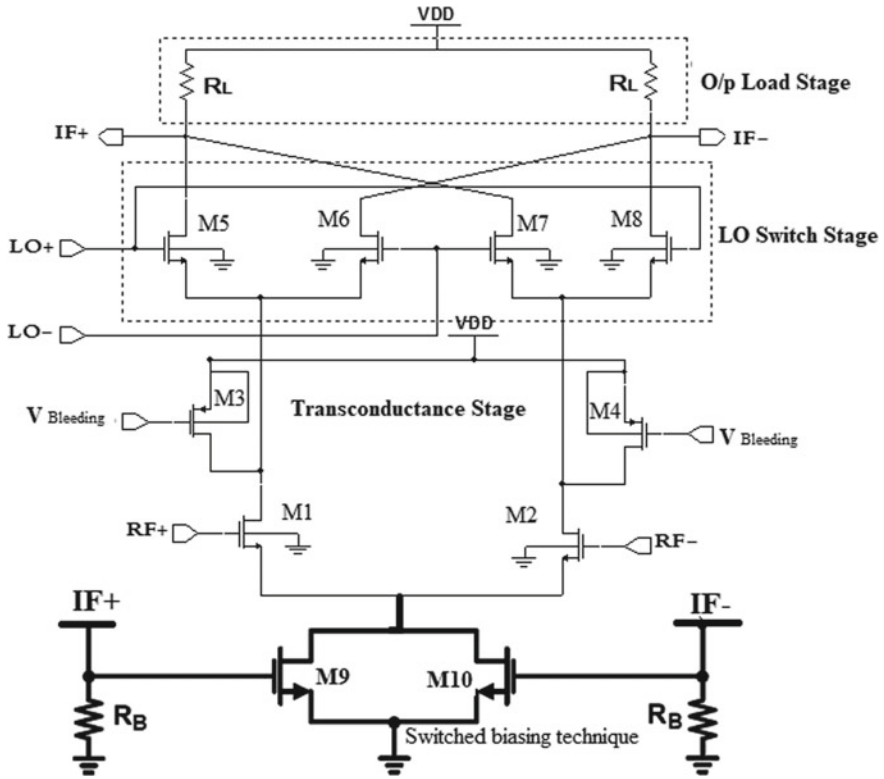 VDD
RL
RL
O/p Load Stage
IF+
IF−
M5
M6
M7
M8
LO+
LO Switch Stage
LO−
VDD
M3
Transconductance Stage
M4
V Bleeding
V Bleeding
M1
M2
RF+
RF−
IF+
IF-
M9
M10
RB
Switched biasing technique
RB